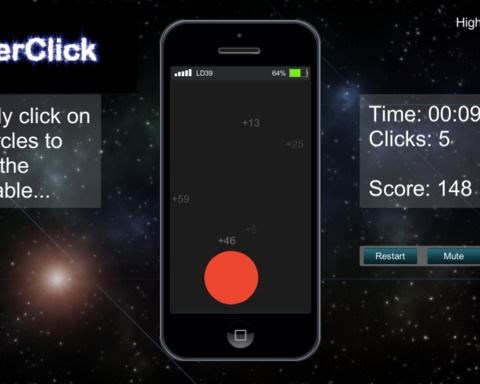 erClick
High
ly click on
rcles to
the
able...
LD39
64%
+13
+25
+59
+5
+46
Time: 00:09
Clicks: 5
Score: 148
Restart
Mute